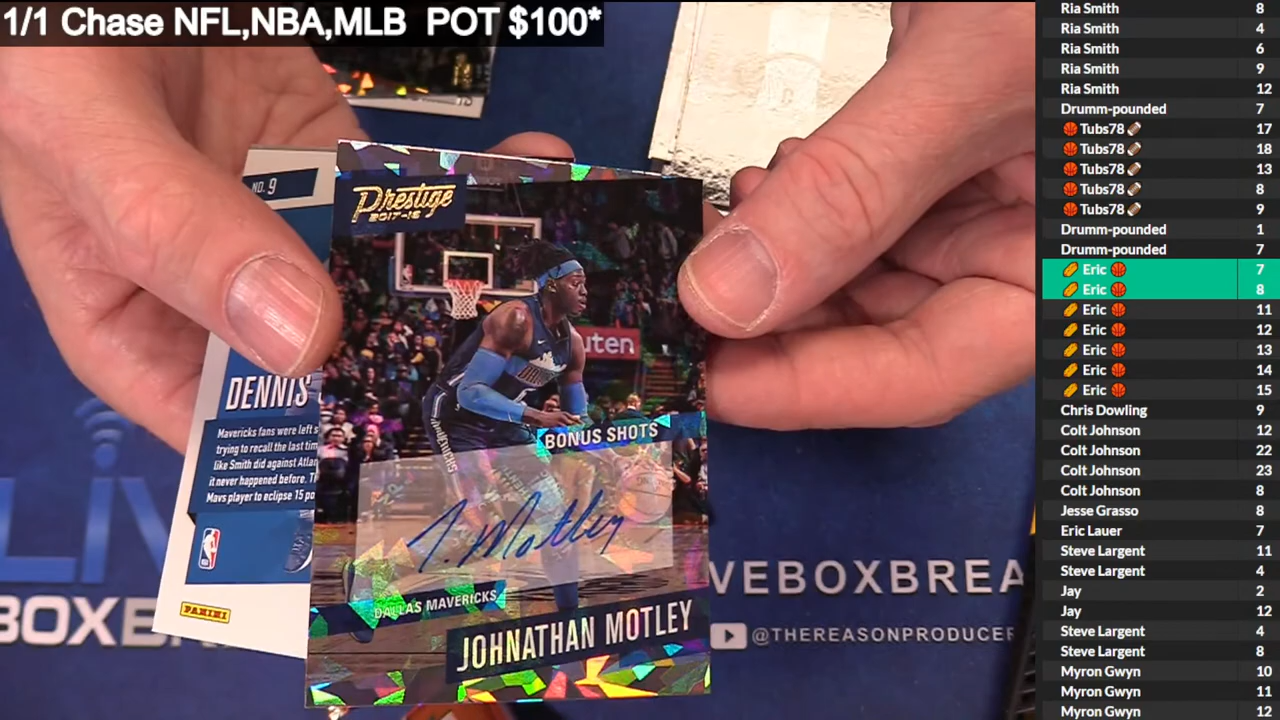 1/1 Chase NFL,NBA,MLB POT $100*
NO. 9
Prestige
2017-18
uten
DENNIS
Mavericks fans were left s
trying to recall the last tim
like Smith did against Atlan
it never happened before. T
Mavs player to eclipse 15 po
BONUS SHOTS
J. Motley
DALLAS MAVERICKS
JOHNATHAN MOTLEY
NBA
PANINI
LIV
BOXB
VEBOXBREA
@THEREASONPRODUCER
Ria Smith 8
Ria Smith 4
Ria Smith 6
Ria Smith 9
Ria Smith 12
Drumm-pounded 7
Tubs78 17
Tubs78 18
Tubs78 13
Tubs78 8
Tubs78 9
Drumm-pounded 1
Drumm-pounded 7
Eric 7
Eric 8
Eric 11
Eric 12
Eric 13
Eric 14
Eric 15
Chris Dowling 9
Colt Johnson 12
Colt Johnson 22
Colt Johnson 23
Colt Johnson 8
Jesse Grasso 8
Eric Lauer 7
Steve Largent 11
Steve Largent 4
Jay 2
Jay 12
Steve Largent 4
Steve Largent 8
Myron Gwyn 10
Myron Gwyn 11
Myron Gwyn 12